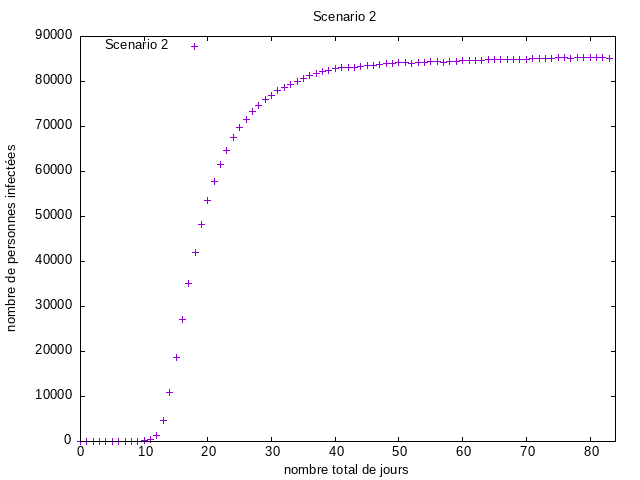 Scenario 2
Scenario 2
90000
80000
70000
60000
50000
40000
30000
20000
10000
0
nombre de personnes infectées
0 10 20 30 40 50 60 70 80
nombre total de jours